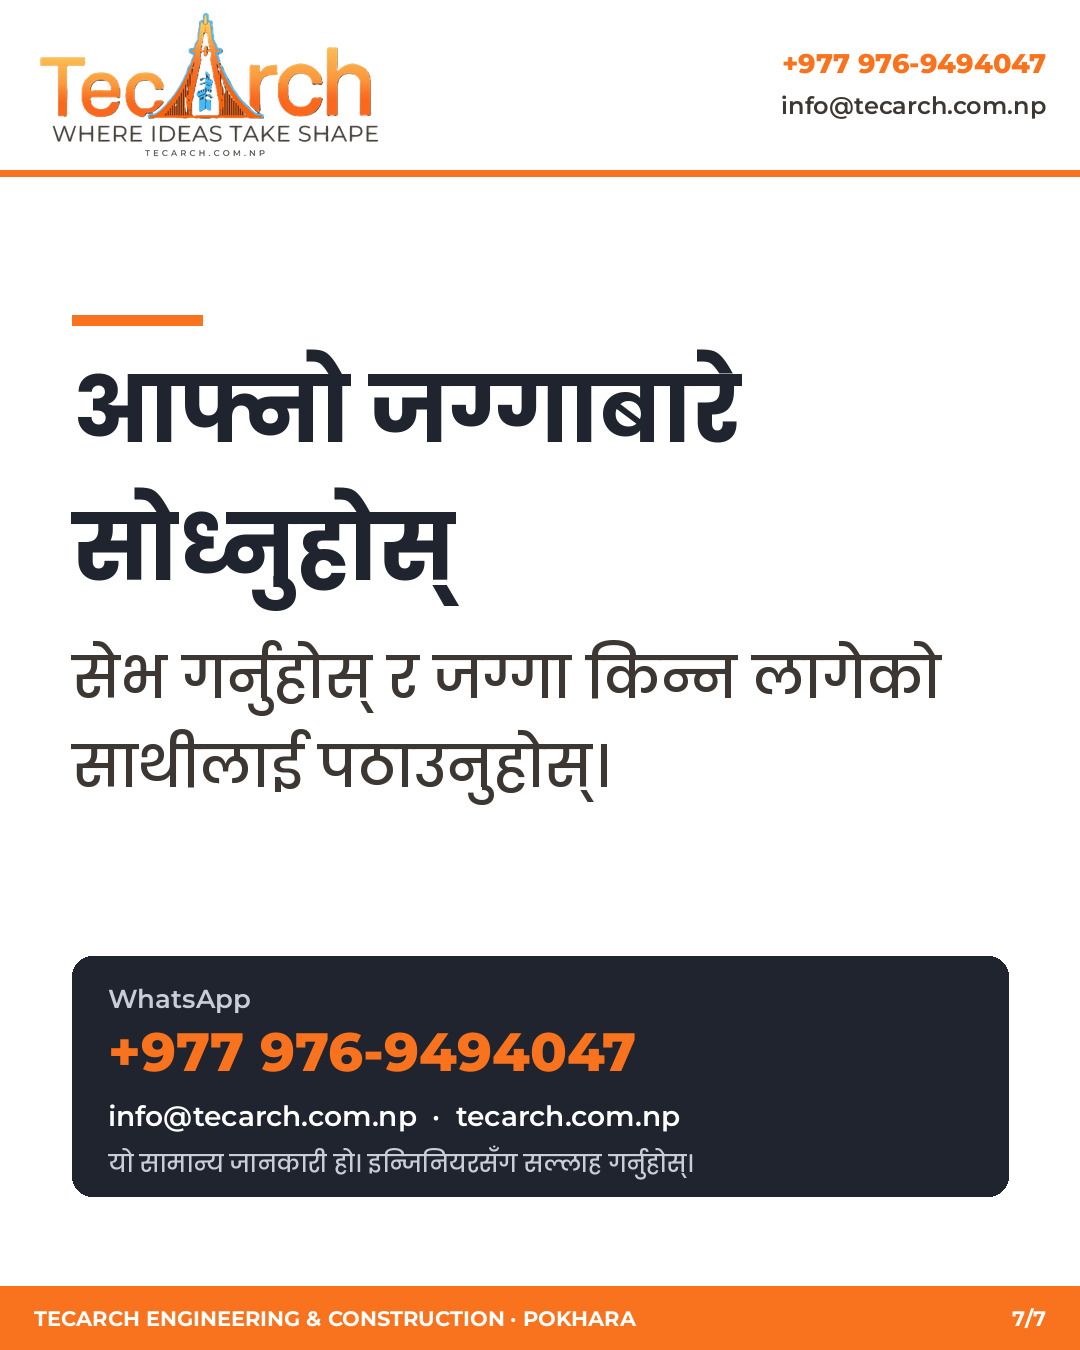 TecArch
WHERE IDEAS TAKE SHAPE
TECARCH.COM.NP
+977 976-9494047
info@tecarch.com.np
आफ्नो जग्गाबारे
सोध्नुहोस्
सेभ गर्नुहोस् र जग्गा किन्न लागेको
साथीलाई पठाउनुहोस्।
WhatsApp
+977 976-9494047
info@tecarch.com.np · tecarch.com.np
यो सामान्य जानकारी हो। इन्जिनियरसँग सल्लाह गर्नुहोस्।
TECARCH ENGINEERING & CONSTRUCTION · POKHARA
7/7